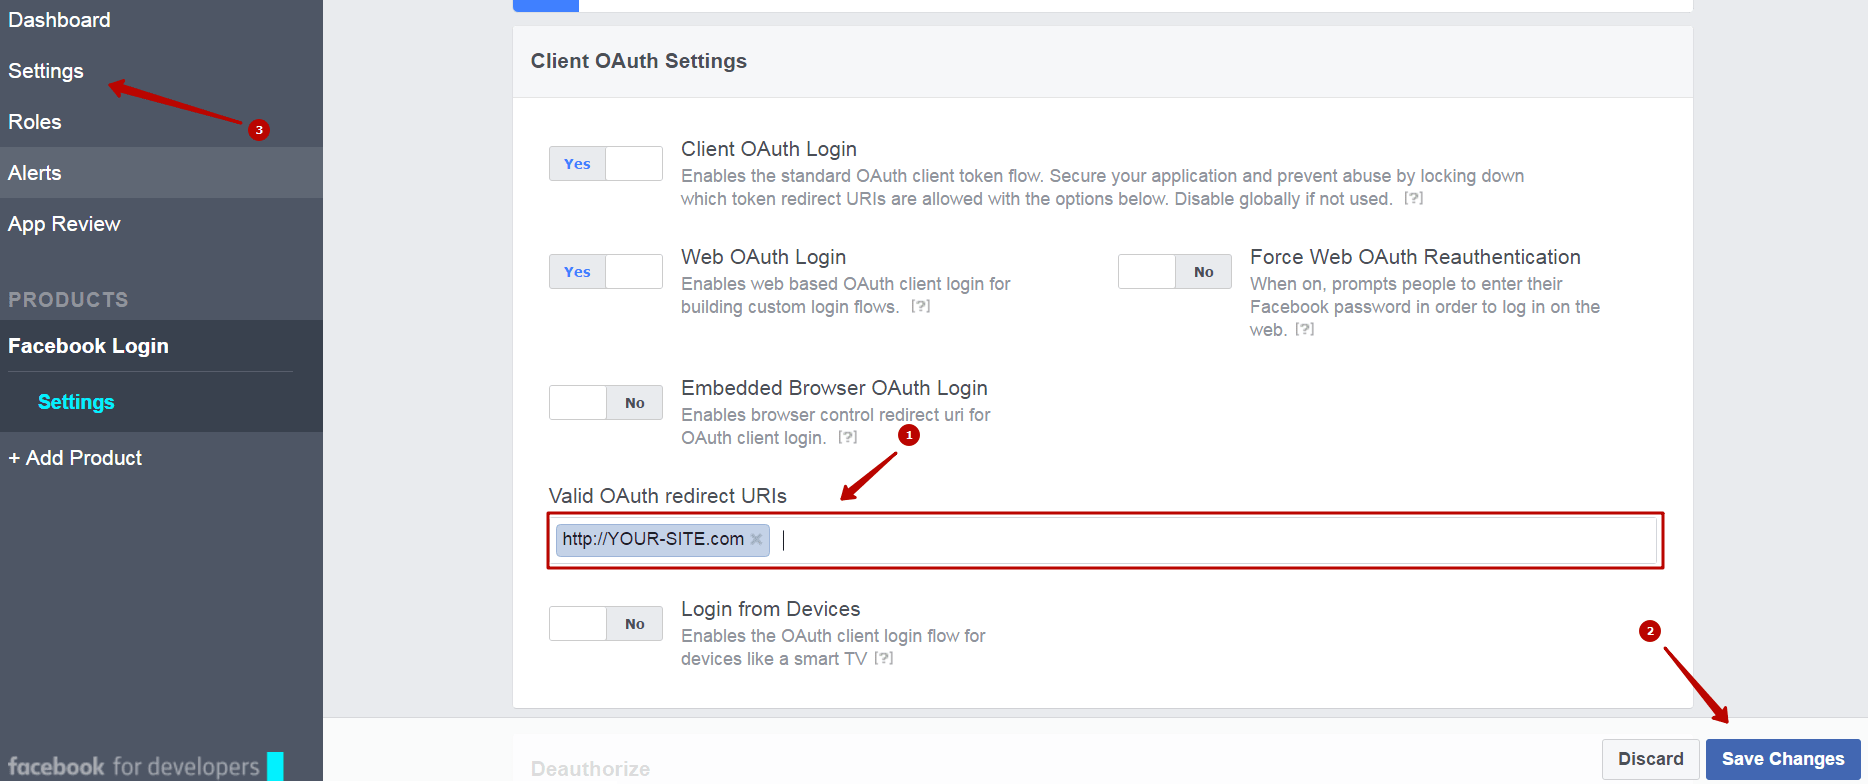 Dashboard
Settings
3
Roles
Alerts
App Review
PRODUCTS
Facebook Login
Settings
+ Add Product
facebook for developers
Client OAuth Settings
Yes
Client OAuth Login
Enables the standard OAuth client token flow. Secure your application and prevent abuse by locking down
which token redirect URIs are allowed with the options below. Disable globally if not used. [?]
Yes
Web OAuth Login
Enables web based OAuth client login for
building custom login flows. [?]
No
Force Web OAuth Reauthentication
When on, prompts people to enter their
Facebook password in order to log in on the
web. [?]
No
Embedded Browser OAuth Login
Enables browser control redirect uri for
OAuth client login. [?]
1
Valid OAuth redirect URIs
http://YOUR-SITE.com ×
No
Login from Devices
Enables the OAuth client login flow for
devices like a smart TV [?]
2
Deauthorize
Discard
Save Changes